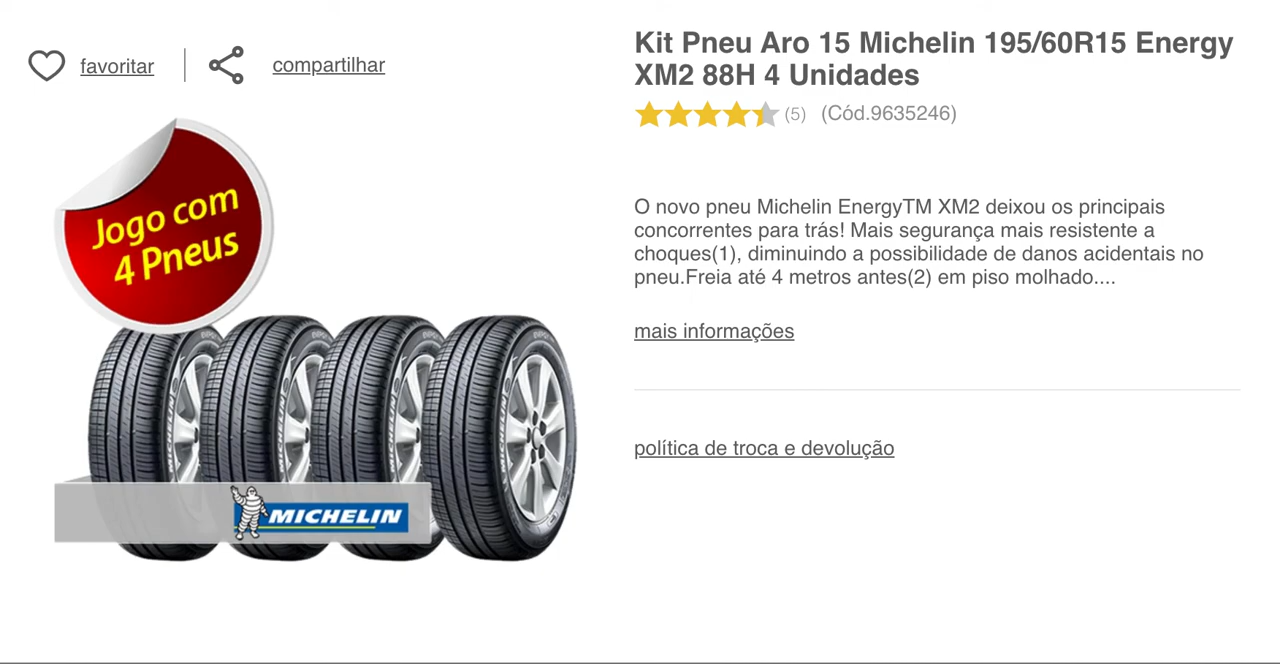 favoritar
compartilhar
Jogo com
4 Pneus
MICHELIN
Kit Pneu Aro 15 Michelin 195/60R15 Energy
XM2 88H 4 Unidades
(5) (Cód.9635246)
O novo pneu Michelin EnergyTM XM2 deixou os principais
concorrentes para trás! Mais segurança mais resistente a
choques(1), diminuindo a possibilidade de danos acidentais no
pneu.Freia até 4 metros antes(2) em piso molhado....
mais informações
política de troca e devolução